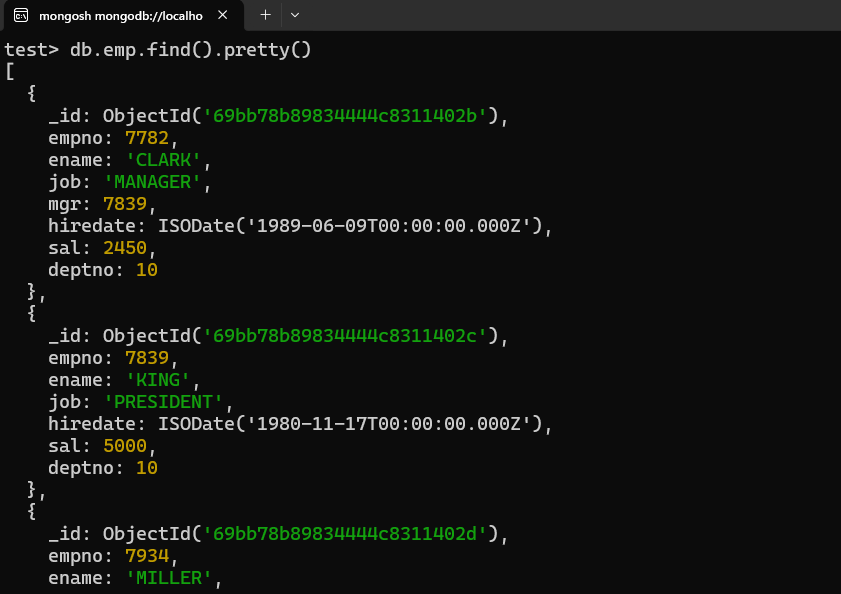 mongosh mongodb://localho
test> db.emp.find().pretty()
[
  {
    _id: ObjectId('69bb78b89834444c8311402b'),
    empno: 7782,
    ename: 'CLARK',
    job: 'MANAGER',
    mgr: 7839,
    hiredate: ISODate('1989-06-09T00:00:00.000Z'),
    sal: 2450,
    deptno: 10
  },
  {
    _id: ObjectId('69bb78b89834444c8311402c'),
    empno: 7839,
    ename: 'KING',
    job: 'PRESIDENT',
    hiredate: ISODate('1980-11-17T00:00:00.000Z'),
    sal: 5000,
    deptno: 10
  },
  {
    _id: ObjectId('69bb78b89834444c8311402d'),
    empno: 7934,
    ename: 'MILLER',